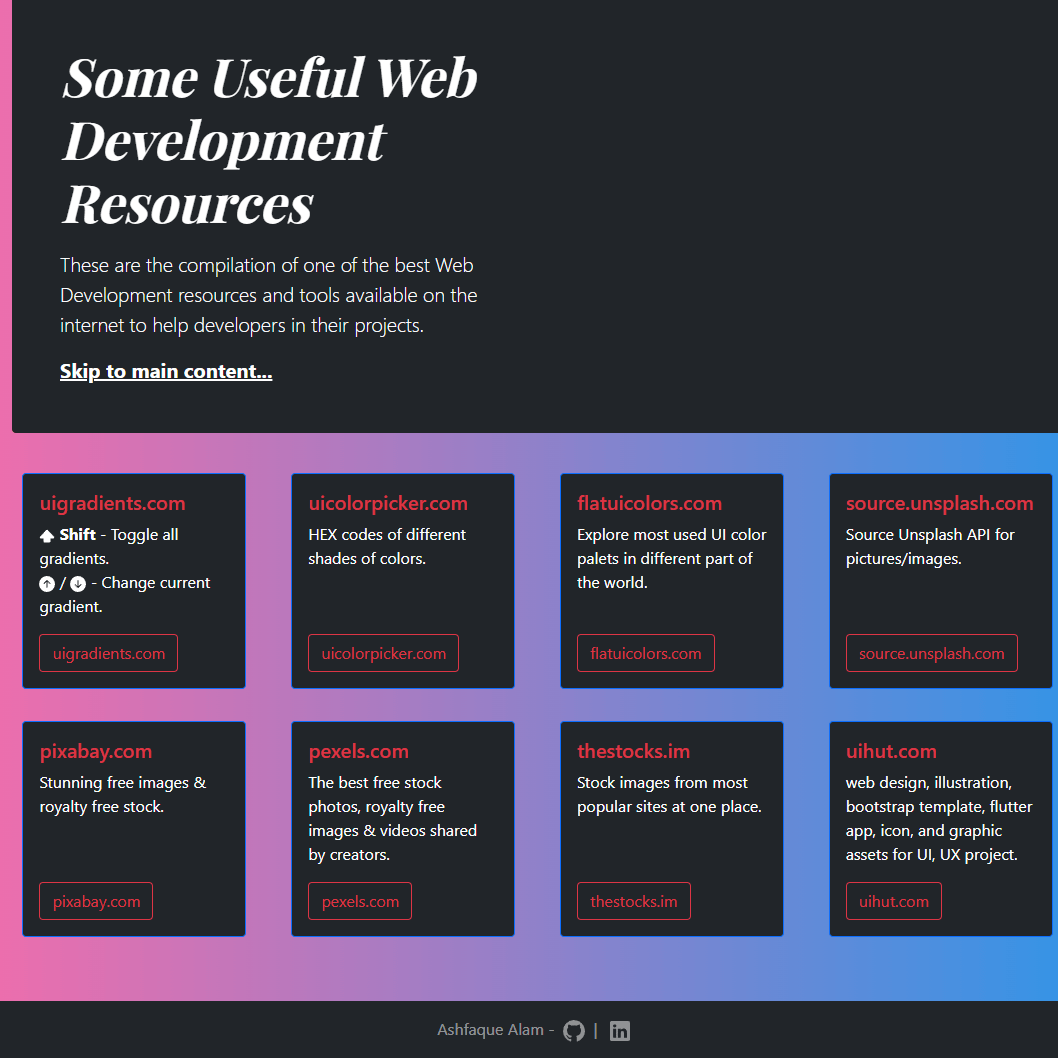 Some Useful Web
Development
Resources
These are the compilation of one of the best Web
Development resources and tools available on the
internet to help developers in their projects.
Skip to main content...
uigradients.com
Shift - Toggle all
gradients.
/ - Change current
gradient.
uigradients.com
uicolorpicker.com
HEX codes of different
shades of colors.
uicolorpicker.com
flatuicolors.com
Explore most used UI color
palets in different part of
the world.
flatuicolors.com
source.unsplash.com
Source Unsplash API for
pictures/images.
source.unsplash.com
pixabay.com
Stunning free images &
royalty free stock.
pixabay.com
pexels.com
The best free stock
photos, royalty free
images & videos shared
by creators.
pexels.com
thestocks.im
Stock images from most
popular sites at one place.
thestocks.im
uihut.com
web design, illustration,
bootstrap template, flutter
app, icon, and graphic
assets for UI, UX project.
uihut.com
Ashfaque Alam - | in